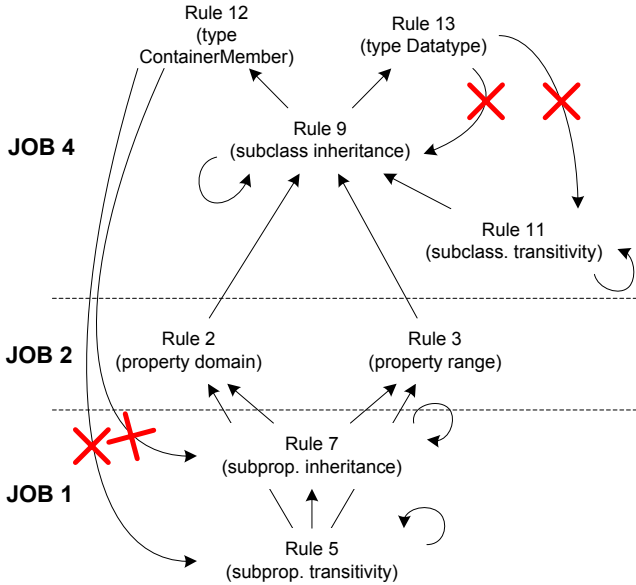 Rule 12
(type
ContainerMember)
Rule 13
(type Datatype)
JOB 4
Rule 9
(subclass inheritance)
Rule 11
(subclass. transitivity)
JOB 2
Rule 2
(property domain)
Rule 3
(property range)
JOB 1
Rule 7
(subprop. inheritance)
Rule 5
(subprop. transitivity)